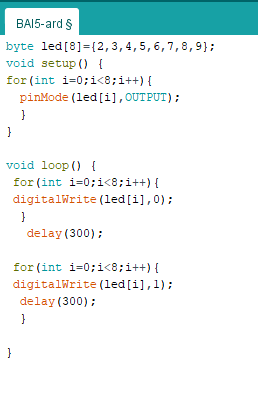 BAI5-ard §
byte led[8]={2,3,4,5,6,7,8,9};
void setup() {
for(int i=0;i<8;i++){
  pinMode(led[i],OUTPUT);
  }
}

void loop() {
 for(int i=0;i<8;i++){
 digitalWrite(led[i],0);
  }
   delay(300);

 for(int i=0;i<8;i++){
 digitalWrite(led[i],1);
  delay(300);
  }

}